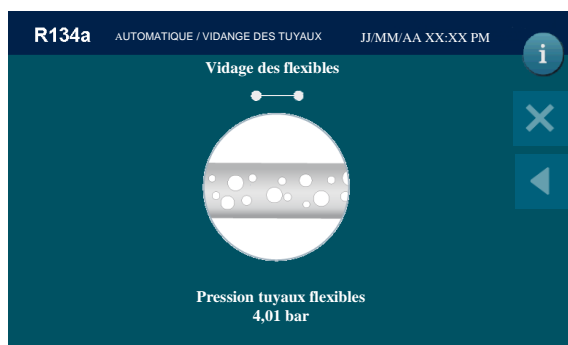 R134a AUTOMATIQUE / VIDANGE DES TUYAUX JJ/MM/AA XX:XX PM
i
Vidage des flexibles
Pression tuyaux flexibles
4,01 bar